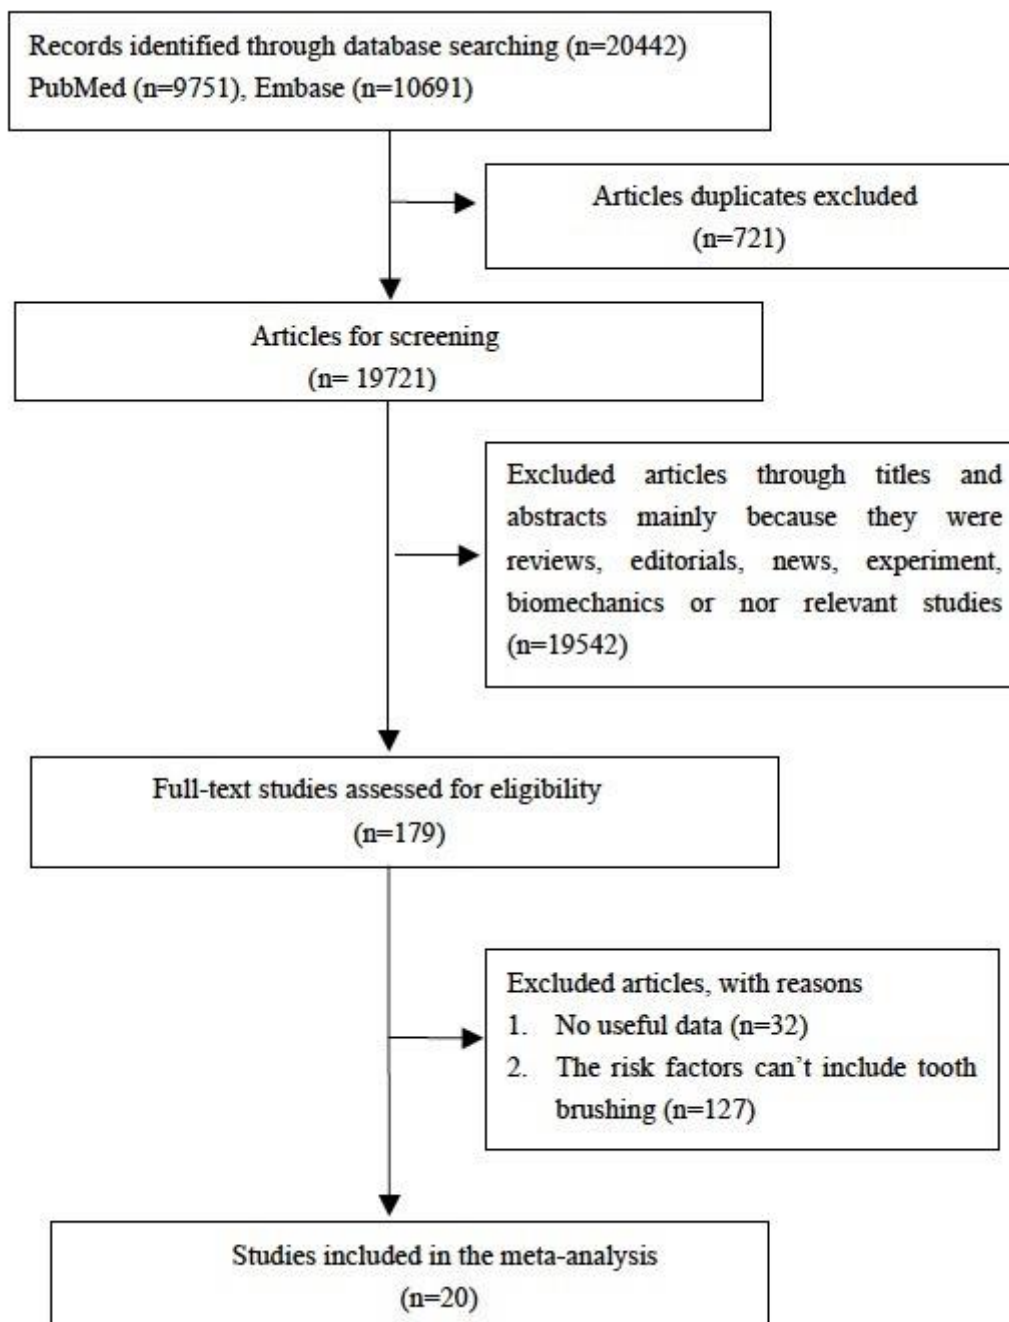 Records identified through database searching (n=20442)
PubMed (n=9751), Embase (n=10691)
Articles duplicates excluded
(n=721)
Articles for screening
(n= 19721)
Excluded articles through titles and
abstracts mainly because they were
reviews, editorials, news, experiment,
biomechanics or nor relevant studies
(n=19542)
Full-text studies assessed for eligibility
(n=179)
Excluded articles, with reasons
1. No useful data (n=32)
2. The risk factors can’t include tooth
brushing (n=127)
Studies included in the meta-analysis
(n=20)